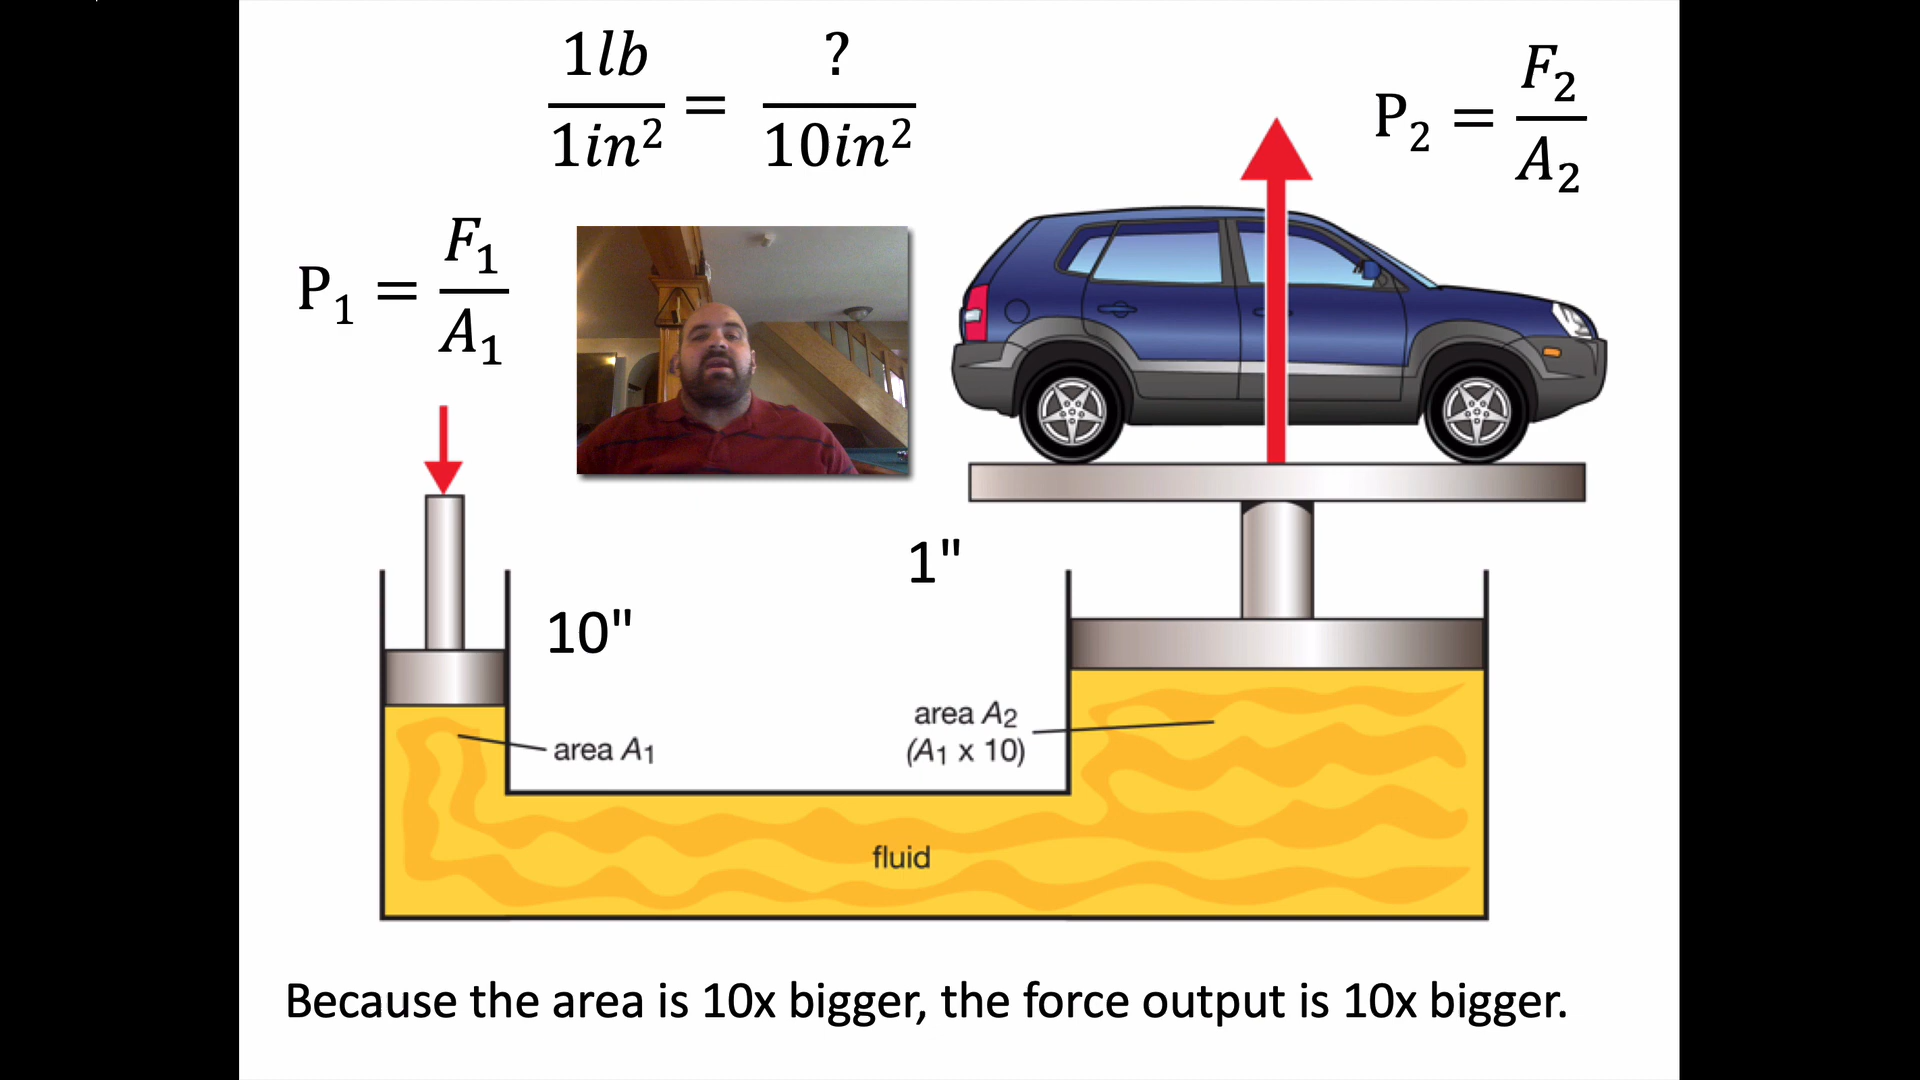 1lb
1in² = ?
10in²
P₂ = F₂
A₂
P₁ = F₁
A₁
1"
10"
area A₁
area A₂
(A₁ x 10)
fluid
Because the area is 10x bigger, the force output is 10x bigger.